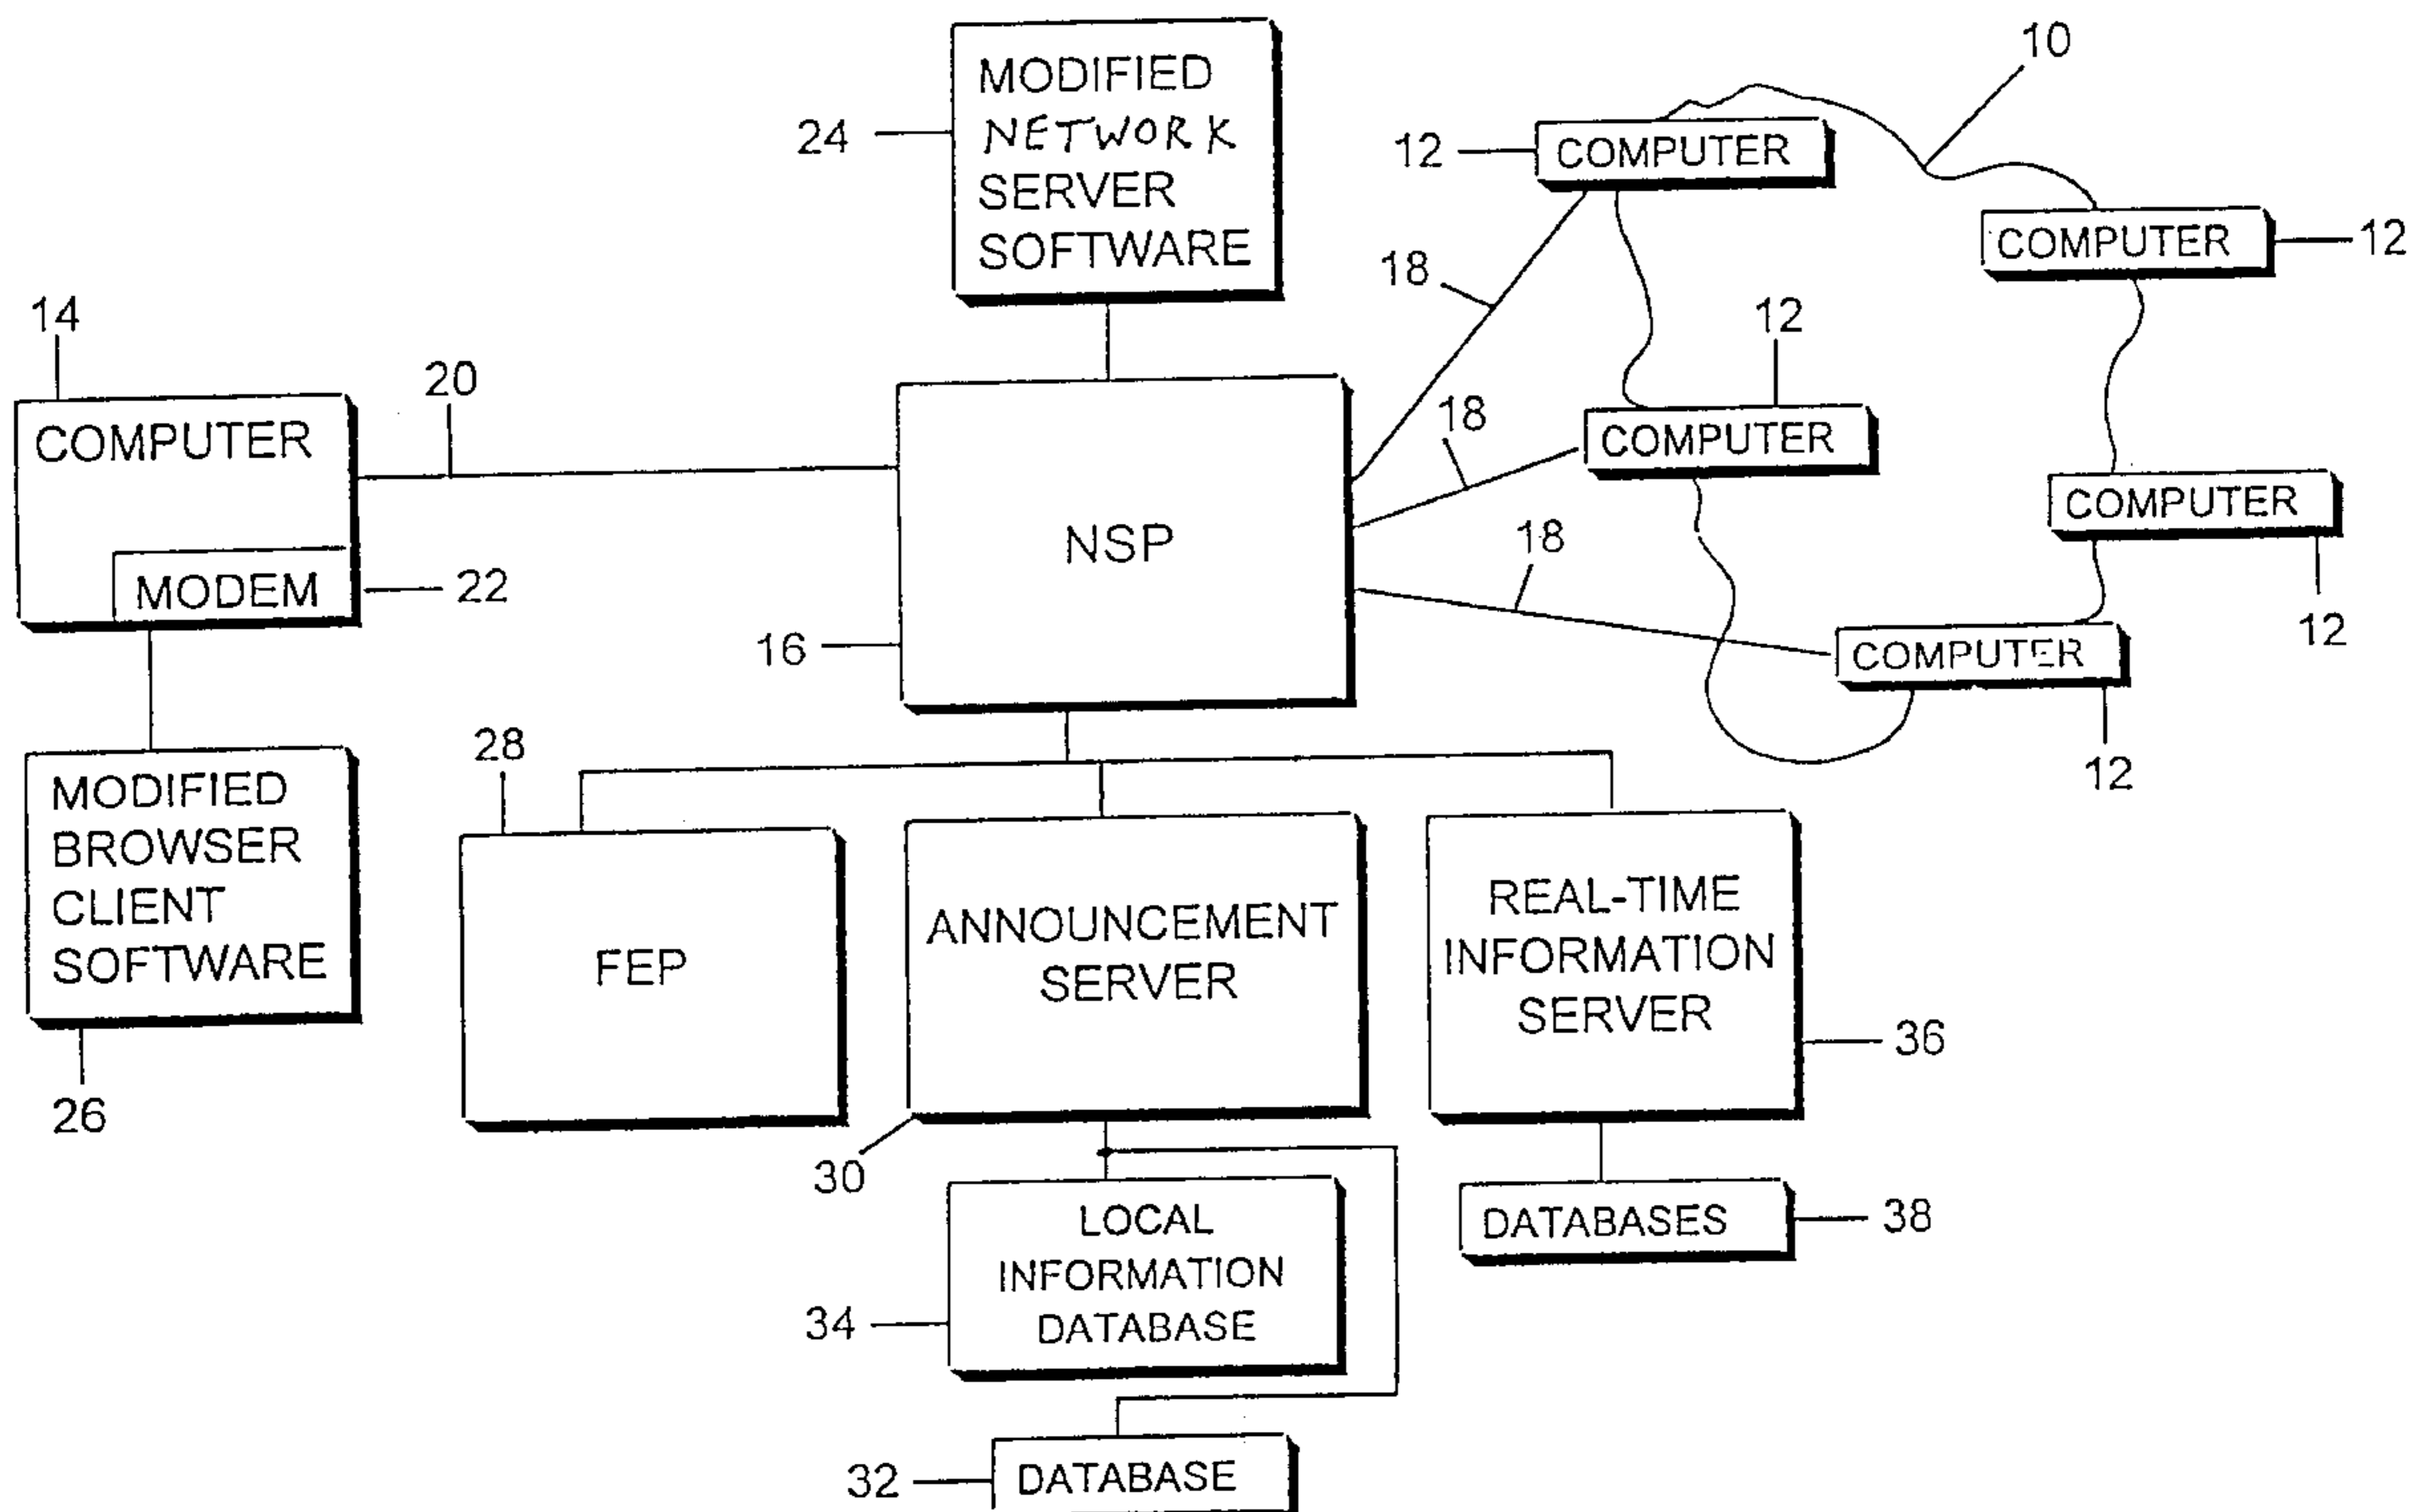 10
MODIFIED
NETWORK
SERVER
SOFTWARE
24
12
COMPUTER
COMPUTER
12
18
14
12
20
COMPUTER
18
COMPUTER
NSP
COMPUTER
18
MODEM
22
16
12
COMPUTER
12
28
MODIFIED
BROWSER
CLIENT
SOFTWARE
26
FEP
ANNOUNCEMENT
SERVER
30
REAL-TIME
INFORMATION
SERVER
36
LOCAL
INFORMATION
DATABASE
34
DATABASES
38
32
DATABASE